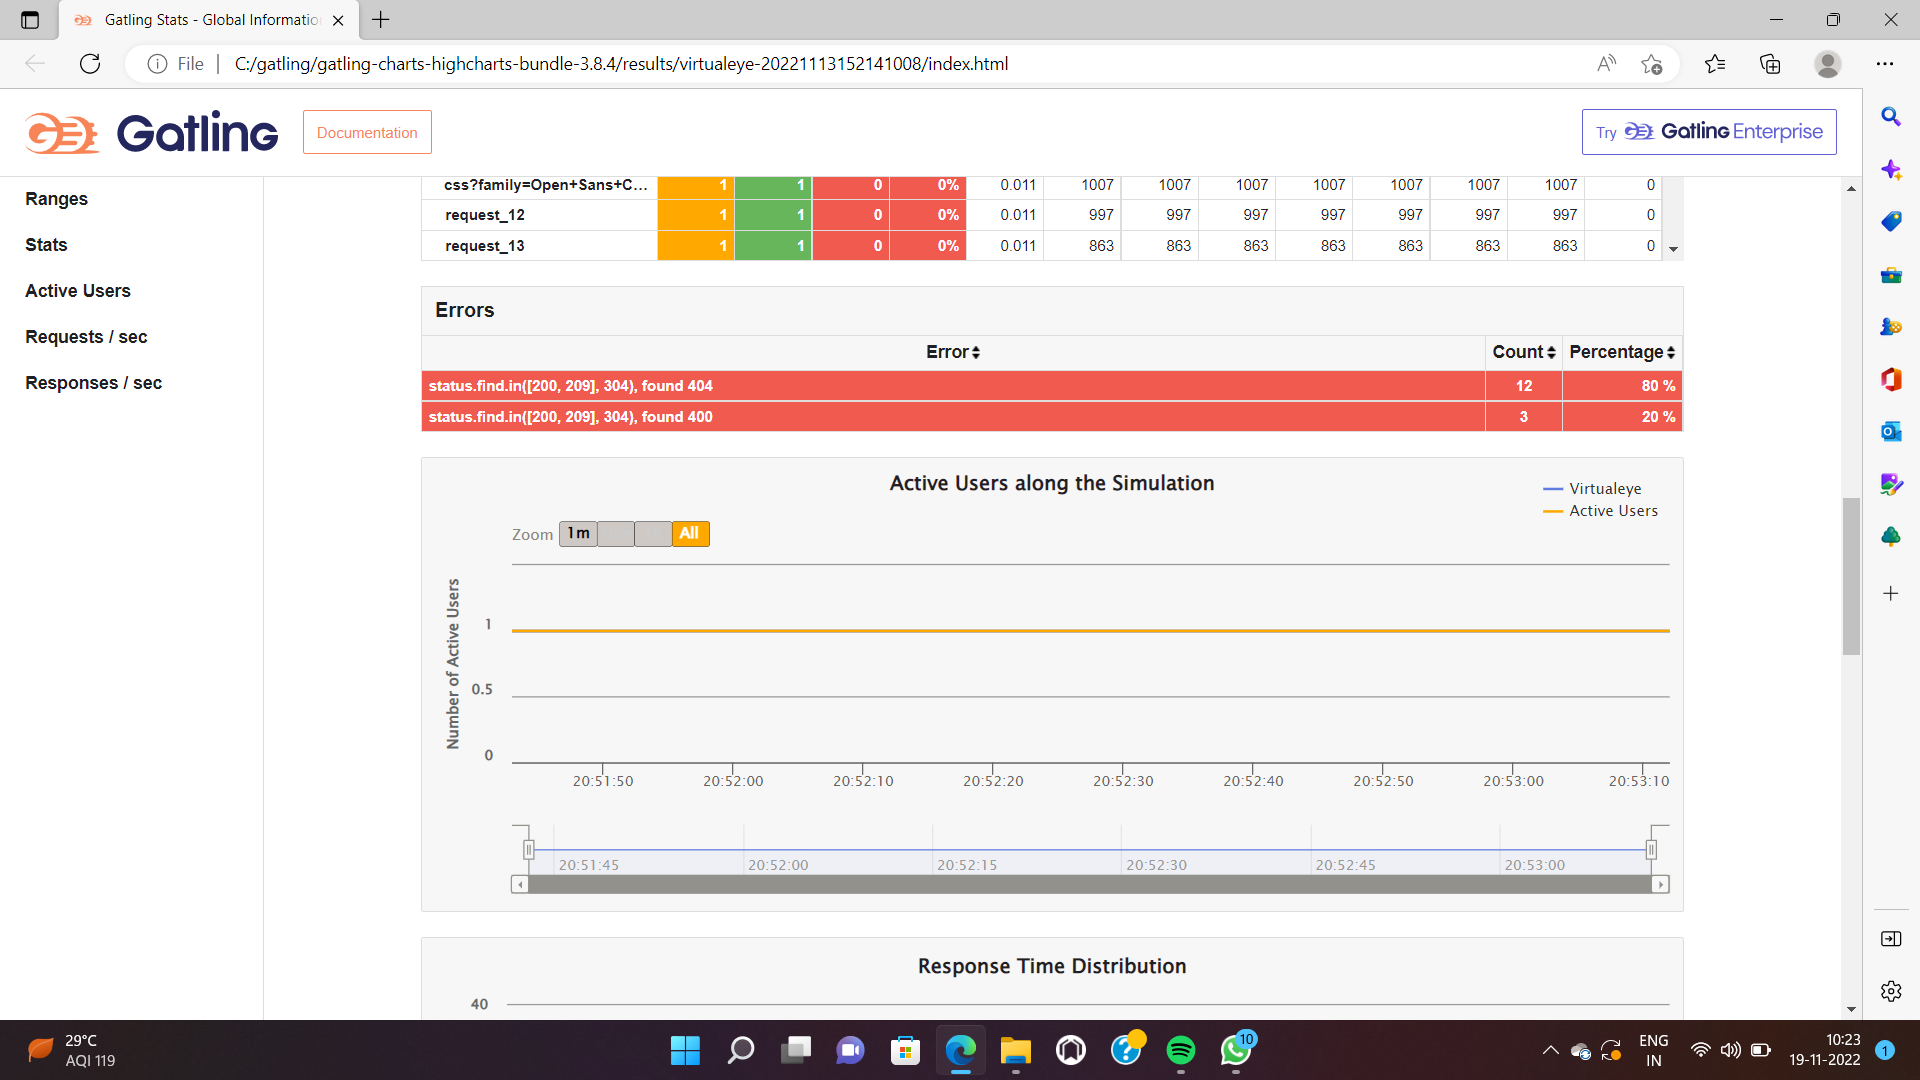 Gatling Stats - Global Informatio
File
C:/gatling/gatling-charts-highcharts-bundle-3.8.4/results/virtualeye-20221113152141008/index.html
Gatling
Documentation
Try Gatling Enterprise
Ranges
Stats
Active Users
Requests / sec
Responses / sec
css?family=Open+Sans+C... 1 1 0 0% 0.011 1007 1007 1007 1007 1007 1007 1007 0
request_12 1 1 0 0% 0.011 997 997 997 997 997 997 997 0
request_13 1 1 0 0% 0.011 863 863 863 863 863 863 863 0
Errors
Error Count Percentage
status.find.in([200, 209], 304), found 404 12 80 %
status.find.in([200, 209], 304), found 400 3 20 %
Active Users along the Simulation
Virtualeye
Active Users
Zoom 1m All
Number of Active Users
1
0.5
0
20:51:50 20:52:00 20:52:10 20:52:20 20:52:30 20:52:40 20:52:50 20:53:00 20:53:10
20:51:45 20:52:00 20:52:15 20:52:30 20:52:45 20:53:00
Response Time Distribution
40
29°C
AQI 119
10
ENG
IN
10:23
19-11-2022
1